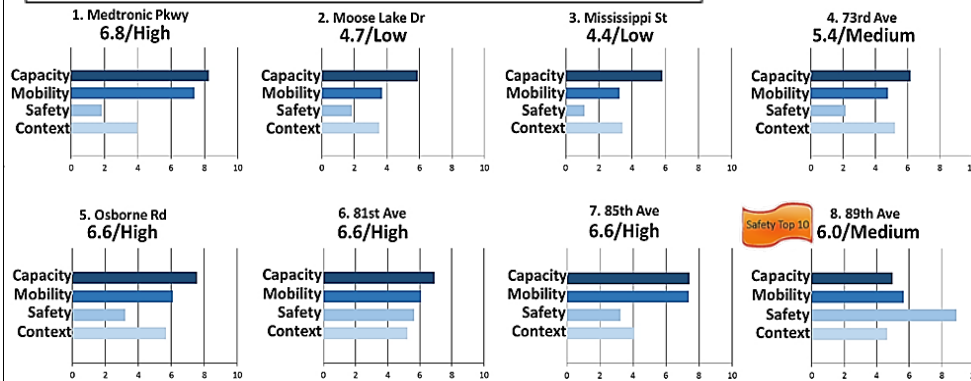 1. Medtronic Pkwy
6.8/High
Capacity
Mobility
Safety
Context
0 2 4 6 8 10
2. Moose Lake Dr
4.7/Low
Capacity
Mobility
Safety
Context
0 2 4 6 8 10
3. Mississippi St
4.4/Low
Capacity
Mobility
Safety
Context
0 2 4 6 8 10
4. 73rd Ave
5.4/Medium
Capacity
Mobility
Safety
Context
0 2 4 6 8
5. Osborne Rd
6.6/High
Capacity
Mobility
Safety
Context
0 2 4 6 8 10
6. 81st Ave
6.6/High
Capacity
Mobility
Safety
Context
0 2 4 6 8 10
7. 85th Ave
6.6/High
Capacity
Mobility
Safety
Context
0 2 4 6 8 10
Safety Top 10
8. 89th Ave
6.0/Medium
Capacity
Mobility
Safety
Context
0 2 4 6 8